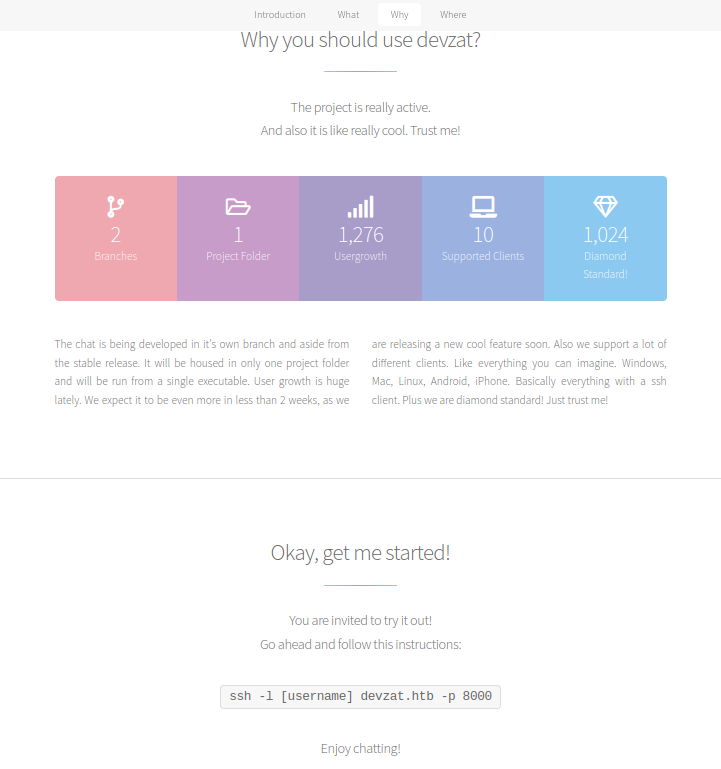 Introduction What Why Where
Why you should use devzat?
The project is really active.
And also it is like really cool. Trust me!
2
Branches
1
Project Folder
1,276
Usergrowth
10
Supported Clients
1,024
Diamond
Standard!
The chat is being developed in it's own branch and aside from
the stable release. It will be housed in only one project folder
and will be run from a single executable. User growth is huge
lately. We expect it to be even more in less than 2 weeks, as we
are releasing a new cool feature soon. Also we support a lot of
different clients. Like everything you can imagine. Windows,
Mac, Linux, Android, iPhone. Basically everything with a ssh
client. Plus we are diamond standard! Just trust me!
Okay, get me started!
You are invited to try it out!
Go ahead and follow this instructions:
ssh -l [username] devzat.htb -p 8000
Enjoy chatting!